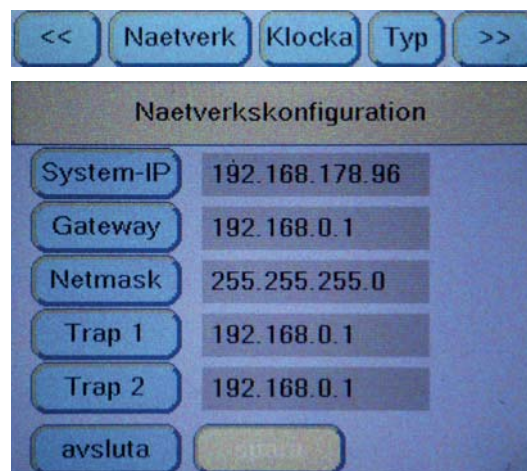 << Naetverk Klocka Typ >>
Naetverkskonfiguration
System-IP 192.168.178.96
Gateway 192.168.0.1
Netmask 255.255.255.0
Trap 1 192.168.0.1
Trap 2 192.168.0.1
avsluta